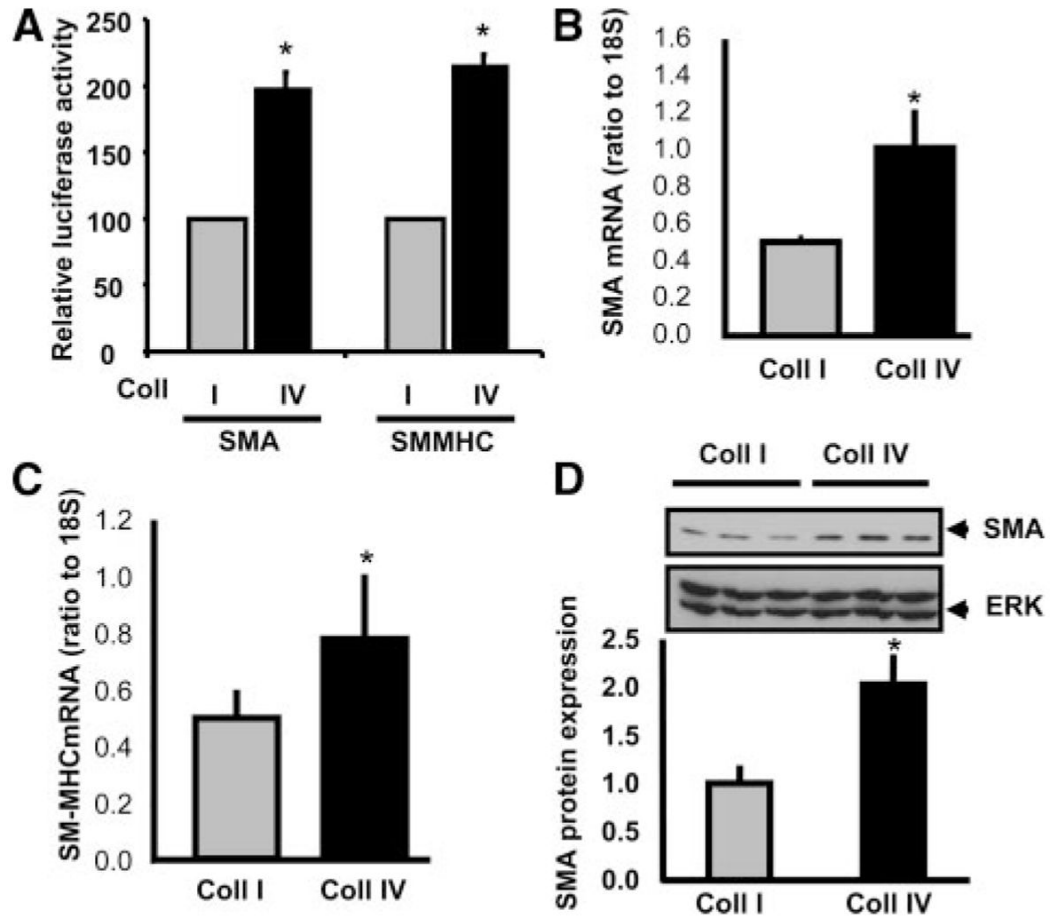 A
Relative luciferase activity
250
200
150
100
50
0
*
*
Coll I IV I IV
SMA SMMHC
B
SMA mRNA (ratio to 18S)
1.6
1.4
1.2
1.0
0.8
0.6
0.4
0.2
0.0
*
Coll I Coll IV
C
SM-MHCmRNA (ratio to 18S)
1.2
1.0
0.8
0.6
0.4
0.2
0.0
*
Coll I Coll IV
D
Coll I Coll IV
SMA
ERK
SMA protein expression
2.5
2.0
1.5
1.0
0.5
0.0
*
Coll I Coll IV